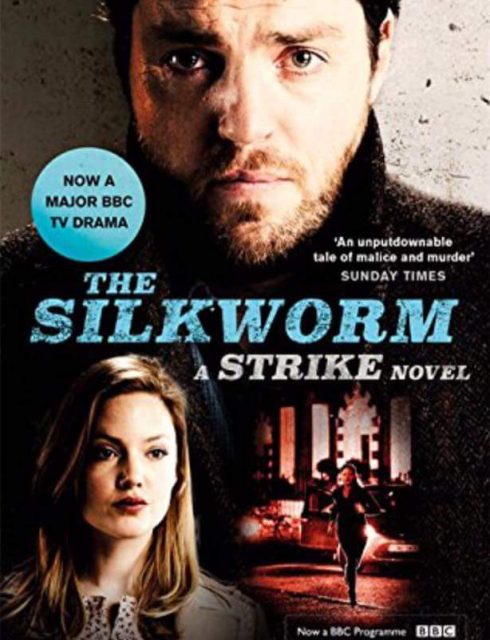 NOW A
MAJOR BBC
TV DRAMA
'An unputdownable
tale of malice and murder'
SUNDAY TIMES
THE
SILKWORM
A STRIKE NOVEL
Now a BBC Programme BBC